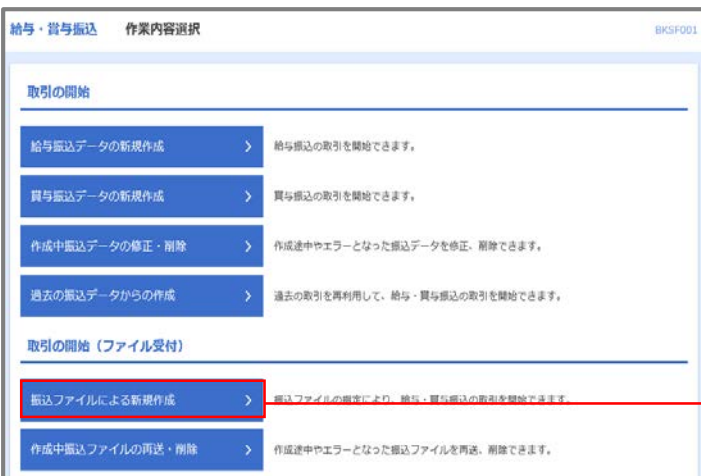 給与・賞与振込 作業内容選択 BKSF001
取引の開始
給与振込データの新規作成 給与振込の取引を開始できます。
賞与振込データの新規作成 賞与振込の取引を開始できます。
作成中振込データの修正・削除 作成途中やエラーとなった振込データを修正、削除できます。
過去の振込データからの作成 過去の取引を再利用して、給与・賞与振込の取引を開始できます。
取引の開始（ファイル受付）
振込ファイルによる新規作成 振込ファイルの指定により、給与・賞与振込の取引を開始できます。
作成中振込ファイルの再送・削除 作成途中やエラーとなった振込ファイルを再送、削除できます。